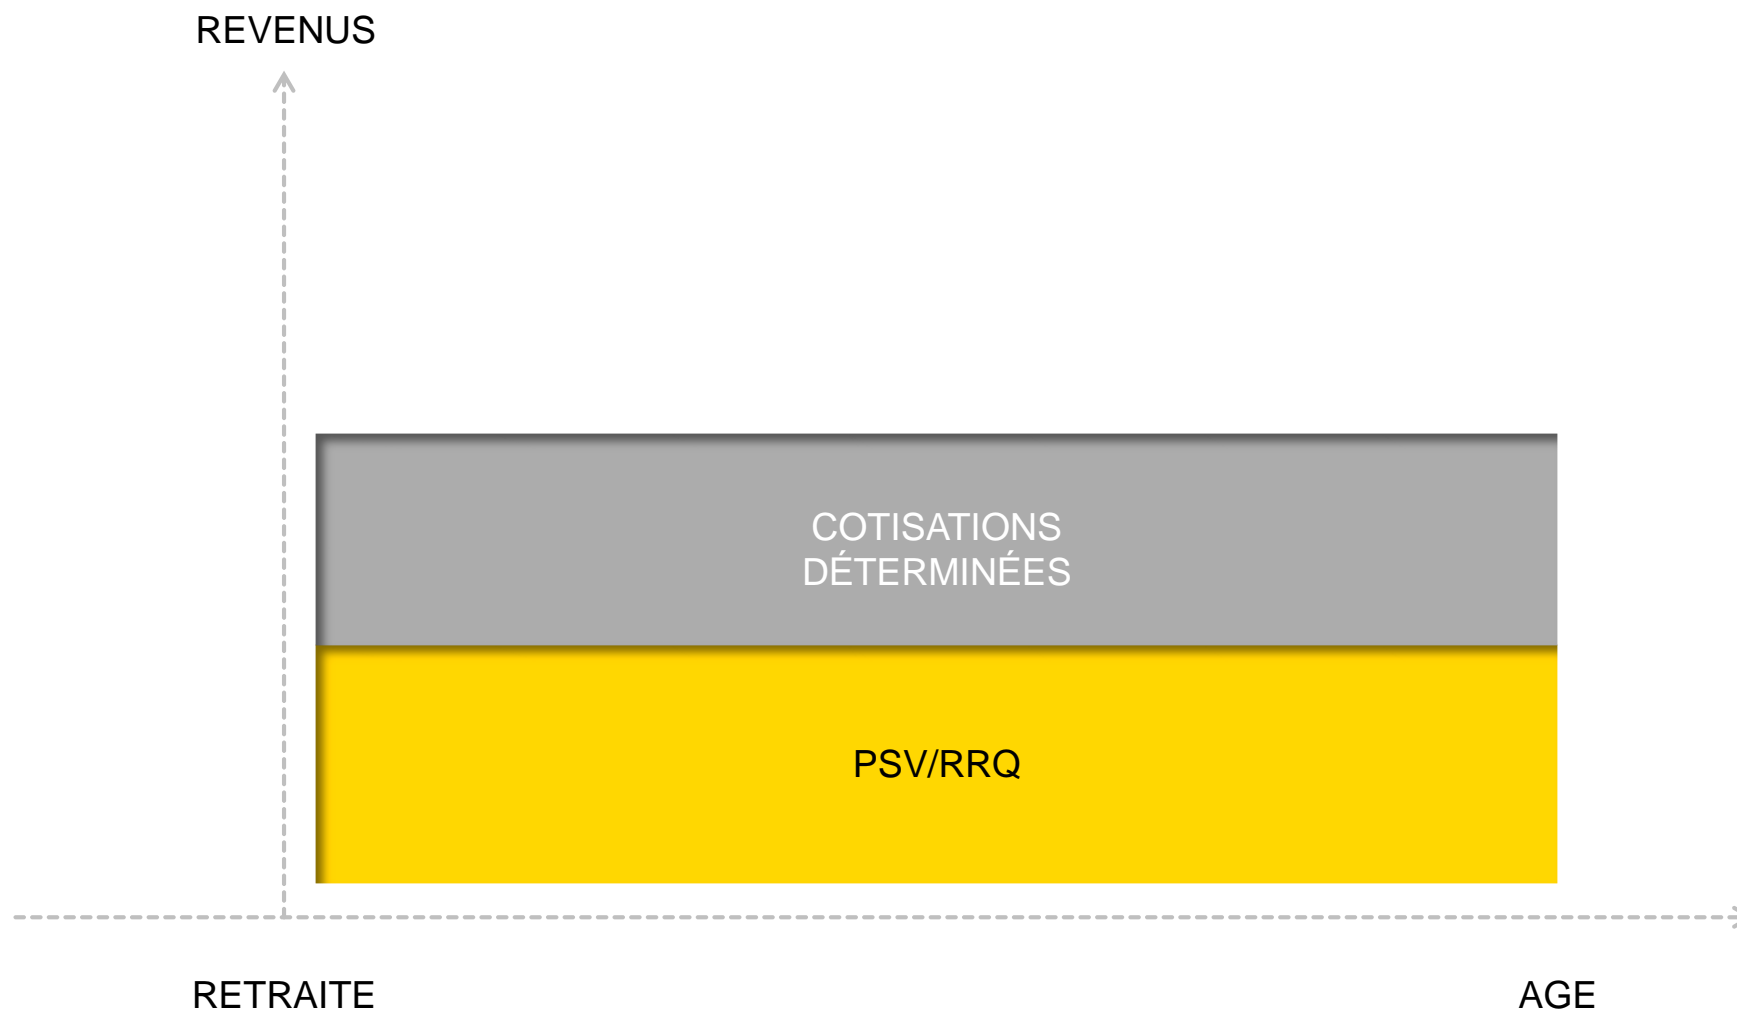 REVENUS
COTISATIONS
DÉTERMINÉES
PSV/RRQ
RETRAITE
AGE